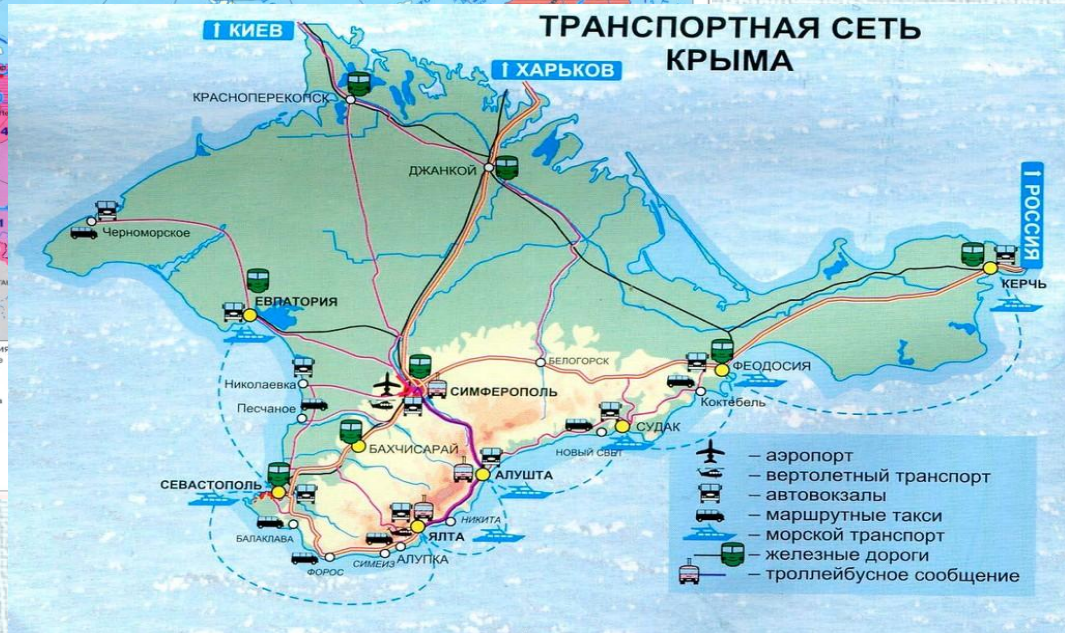 ТРАНСПОРТНАЯ СЕТЬ
КРЫМА
КИЕВ
ХАРЬКОВ
КРАСНОПЕРЕКОПСК
ДЖАНКОЙ
РОССИЯ
Черноморское
КЕРЧЬ
ЕВПАТОРИЯ
БЕЛОГОРСК
ФЕОДОСИЯ
Николаевка
СИМФЕРОПОЛЬ
Коктебель
Песчаное
СУДАК
БАХЧИСАРАЙ
НОВЫЙ СВЕТ
АЛУШТА
СЕВАСТОПОЛЬ
НИКИТА
БАЛАКЛАВА
ЯЛТА
АЛУПКА
СИМЕИЗ
ФОРОС
– аэропорт
– вертолетный транспорт
– автовокзалы
– маршрутные такси
– морской транспорт
– железные дороги
– троллейбусное сообщение